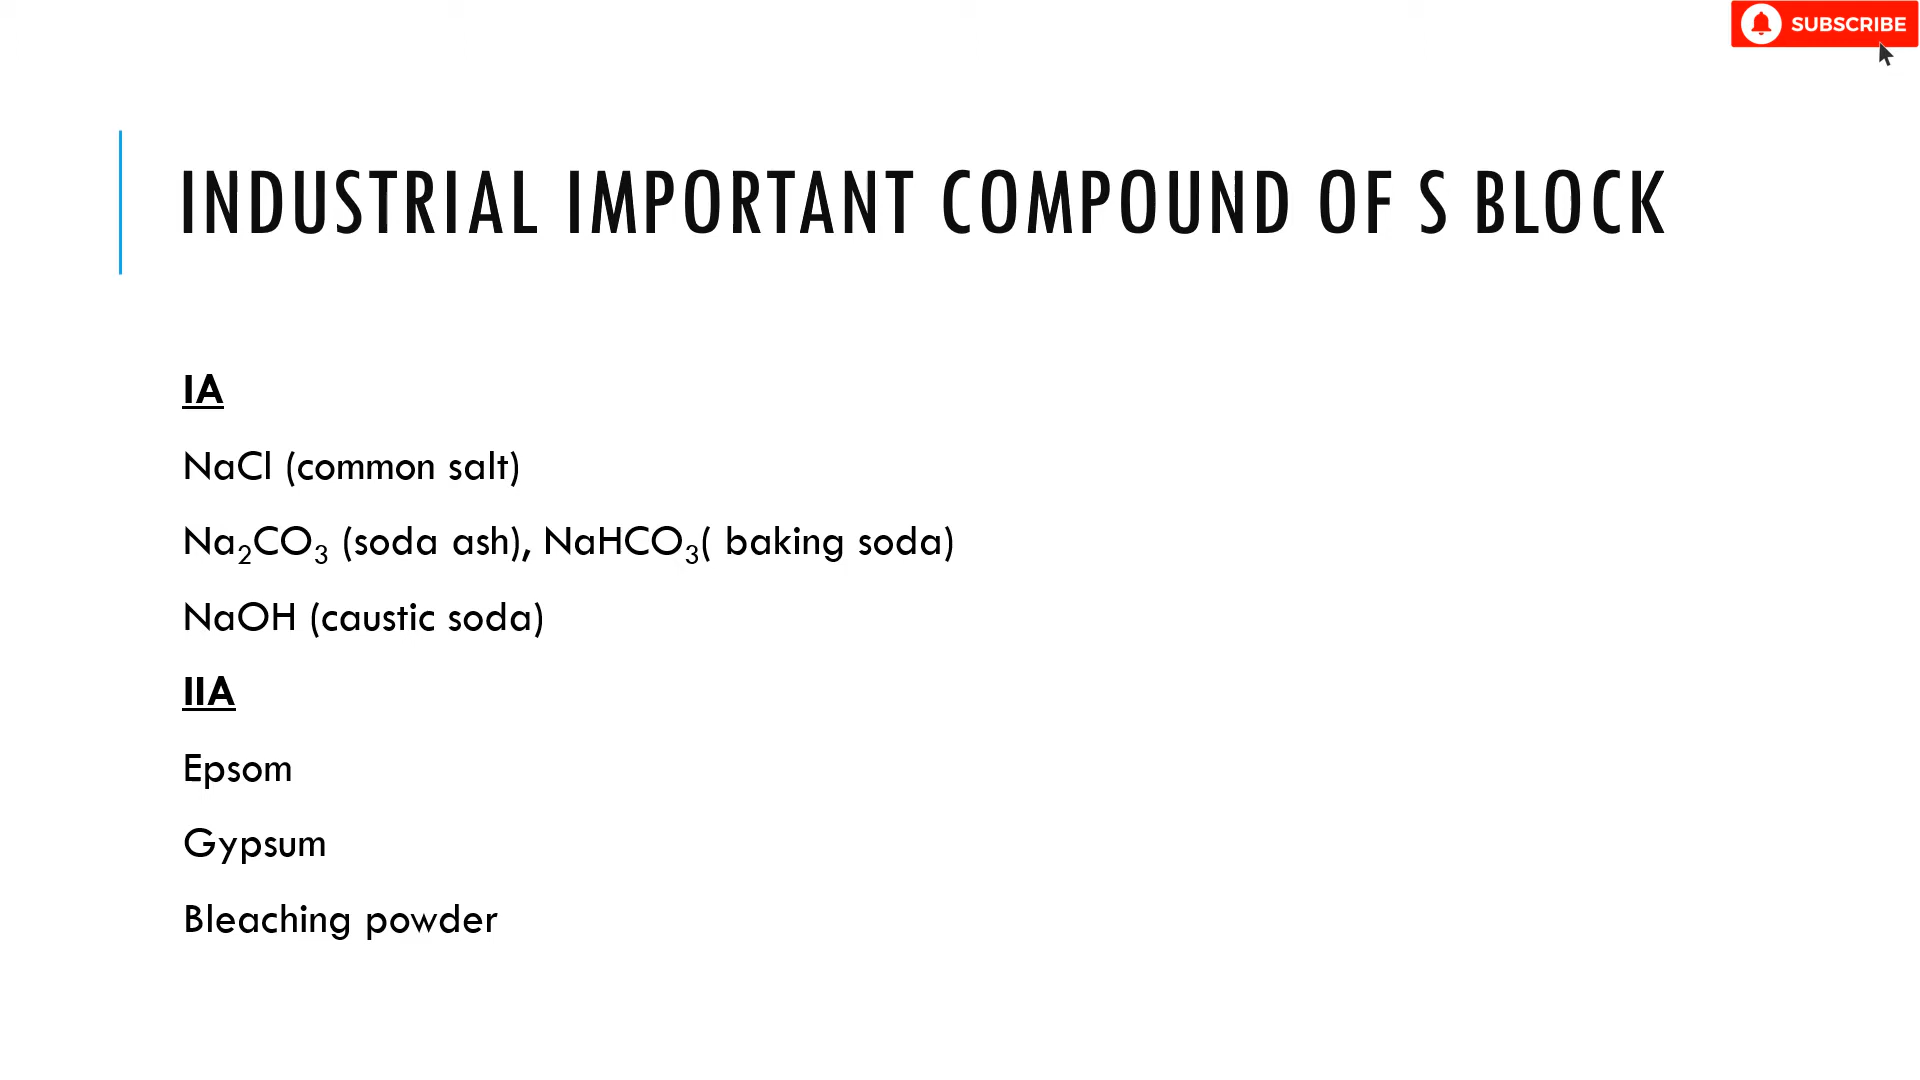 SUBSCRIBE
INDUSTRIAL IMPORTANT COMPOUND OF S BLOCK
IA
NaCl (common salt)
Na₂CO₃ (soda ash), NaHCO₃( baking soda)
NaOH (caustic soda)
IIA
Epsom
Gypsum
Bleaching powder